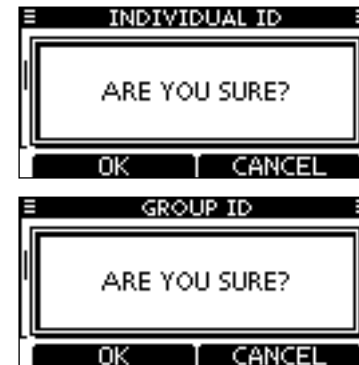 INDIVIDUAL ID
ARE YOU SURE?
OK CANCEL
GROUP ID
ARE YOU SURE?
OK CANCEL